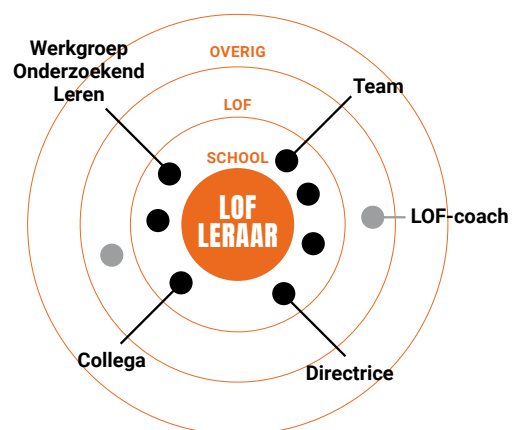 Werkgroep
Onderzoekend
Leren
OVERIG
Team
LOF
SCHOOL
LOF
LERAAR
LOF-coach
Collega
Directrice